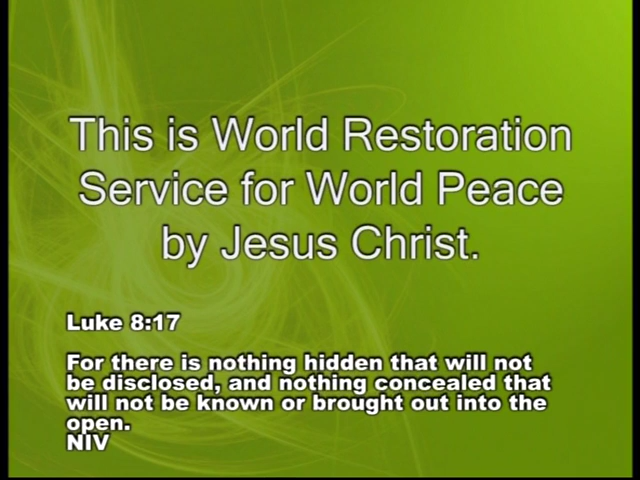 This is World Restoration
Service for World Peace
by Jesus Christ.
Luke 8:17
For there is nothing hidden that will not
be disclosed, and nothing concealed that
will not be known or brought out into the
open.
NIV